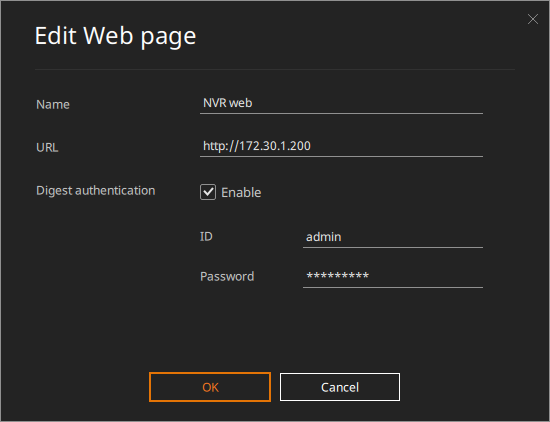 Edit Web page
Name NVR web
URL http://172.30.1.200
Digest authentication Enable
ID admin
Password *********
OK Cancel